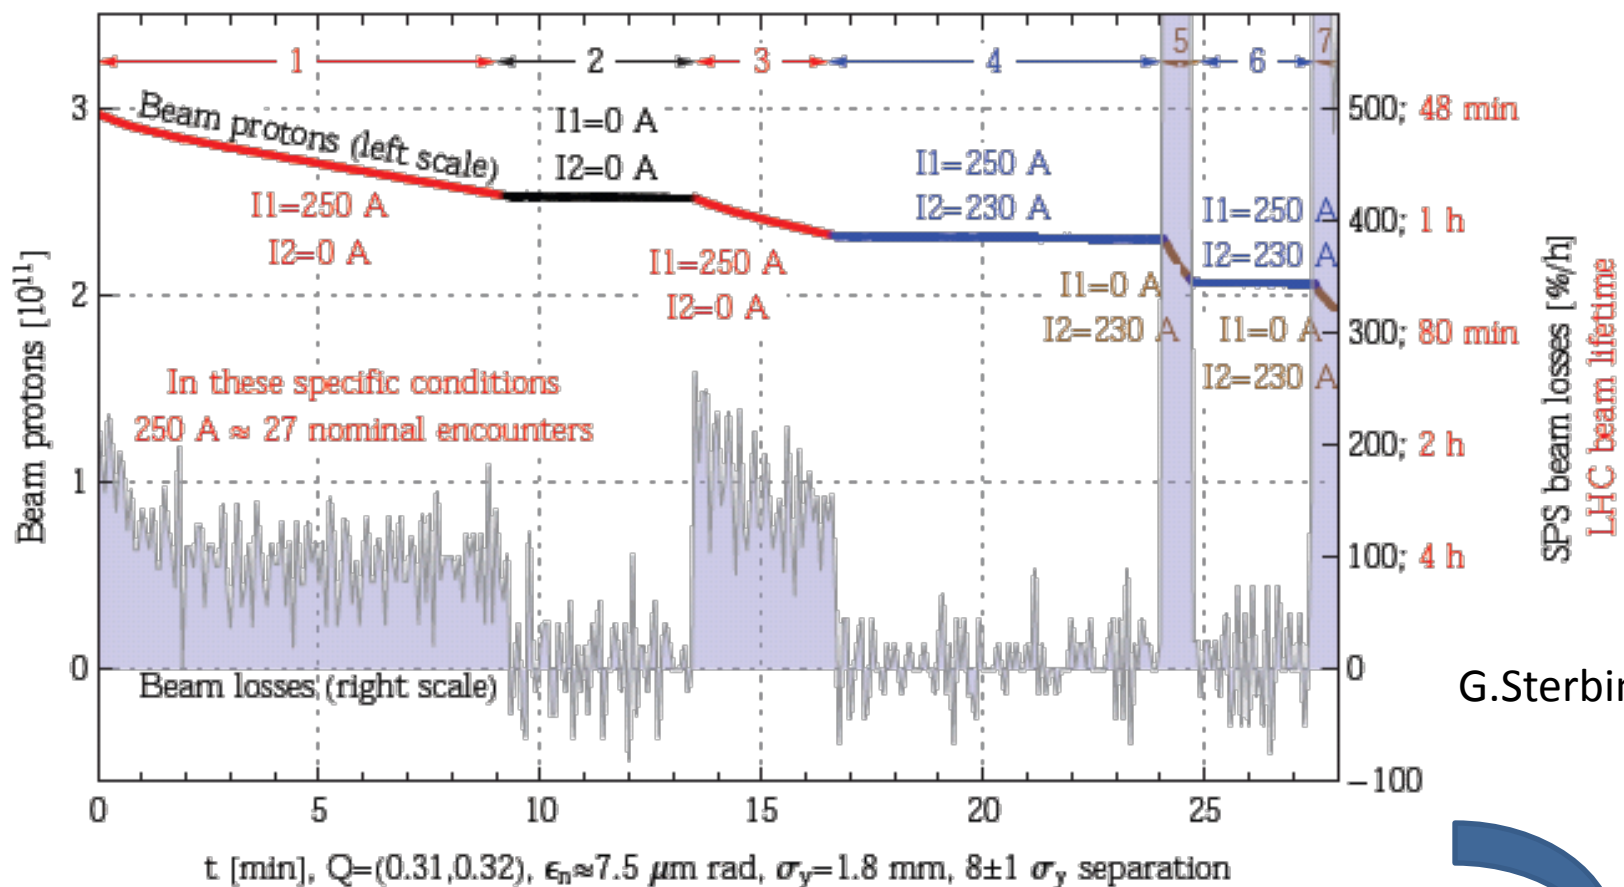 1
2
3
4
5
6
7
Beam protons (left scale)
I1=0 A
I2=0 A
I1=250 A
I2=0 A
I1=250 A
I2=0 A
I1=250 A
I2=230 A
I1=0 A
I2=230 A
I1=250 A
I2=230 A
I1=0 A
I2=230 A
In these specific conditions
250 A ≈ 27 nominal encounters
Beam losses (right scale)
Beam protons [10¹¹]
3
2
1
0
500; 48 min
400; 1 h
300; 80 min
200; 2 h
100; 4 h
0
−100
SPS beam losses [%/h]
LHC beam lifetime
G.Sterbin
0
5
10
15
20
25
t [min], Q=(0.31,0.32), ϵₙ≈7.5 μm rad, σᵧ=1.8 mm, 8±1 σᵧ separation